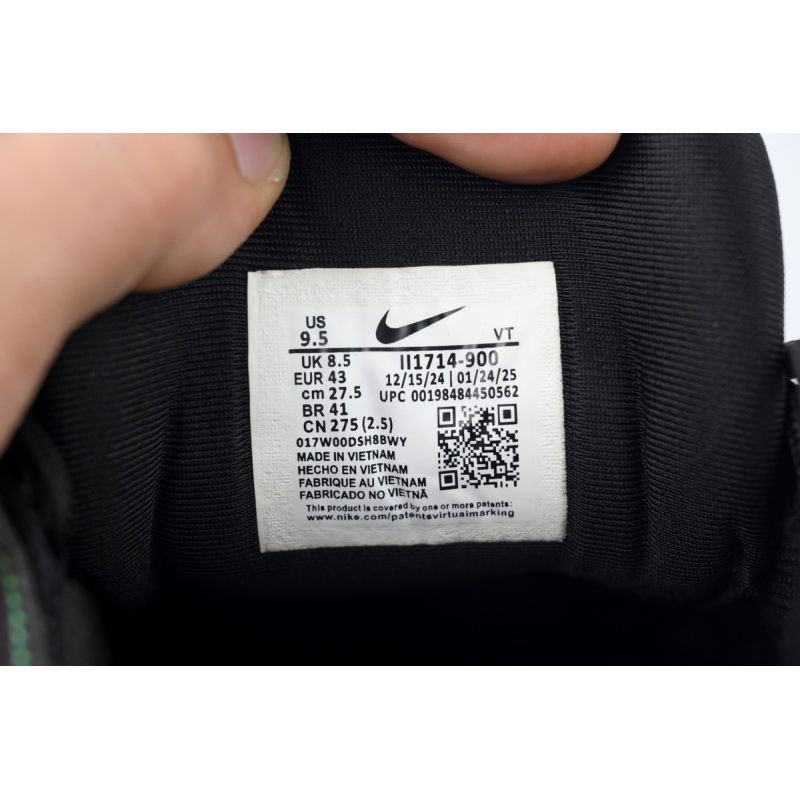 US
9.5
VT
UK 8.5
II1714-900
EUR 43
12/15/24 | 01/24/25
cm 27.5
UPC 00198484450562
BR 41
CN 275 (2.5)
017W00DSH8BWY
MADE IN VIETNAM
HECHO EN VIETNAM
FABRIQUE AU VIETNAM
FABRICADO NO VIETNÃ
This product is covered by one or more patents:
www.nike.com/patentsvirtualmarking